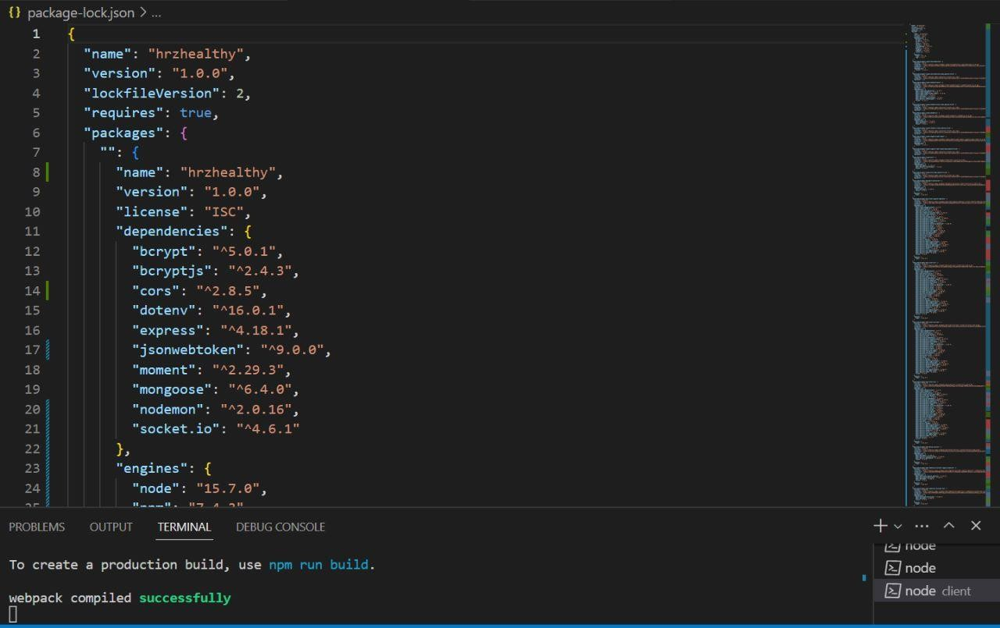 {} package-lock.json > ...
1 {
2 "name": "hrzhealthy",
3 "version": "1.0.0",
4 "lockfileVersion": 2,
5 "requires": true,
6 "packages": {
7 "": {
8 "name": "hrzhealthy",
9 "version": "1.0.0",
10 "license": "ISC",
11 "dependencies": {
12 "bcrypt": "^5.0.1",
13 "bcryptjs": "^2.4.3",
14 "cors": "^2.8.5",
15 "dotenv": "^16.0.1",
16 "express": "^4.18.1",
17 "jsonwebtoken": "^9.0.0",
18 "moment": "^2.29.3",
19 "mongoose": "^6.4.0",
20 "nodemon": "^2.0.16",
21 "socket.io": "^4.6.1"
22 },
23 "engines": {
24 "node": "15.7.0",
PROBLEMS OUTPUT TERMINAL DEBUG CONSOLE
To create a production build, use npm run build.
webpack compiled successfully
node
node
node client